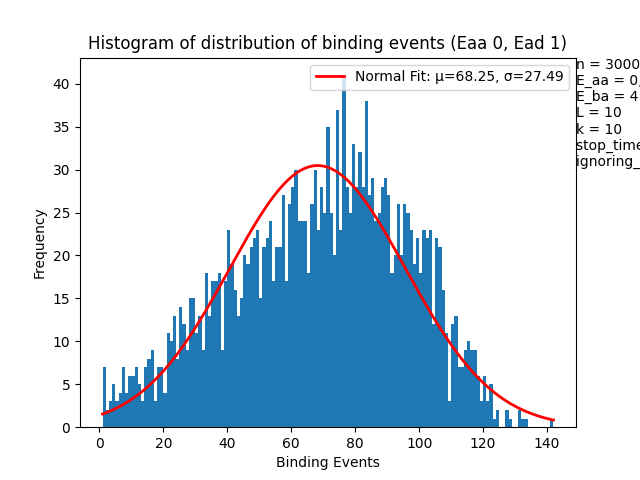 Histogram of distribution of binding events (Eaa 0, Ead 1)
Normal Fit: μ=68.25, σ=27.49
n = 3000
E_aa = 0,
E_ba = 4
L = 10
k = 10
stop_time
ignoring_
Frequency
40
35
30
25
20
15
10
5
0
0 20 40 60 80 100 120 140
Binding Events